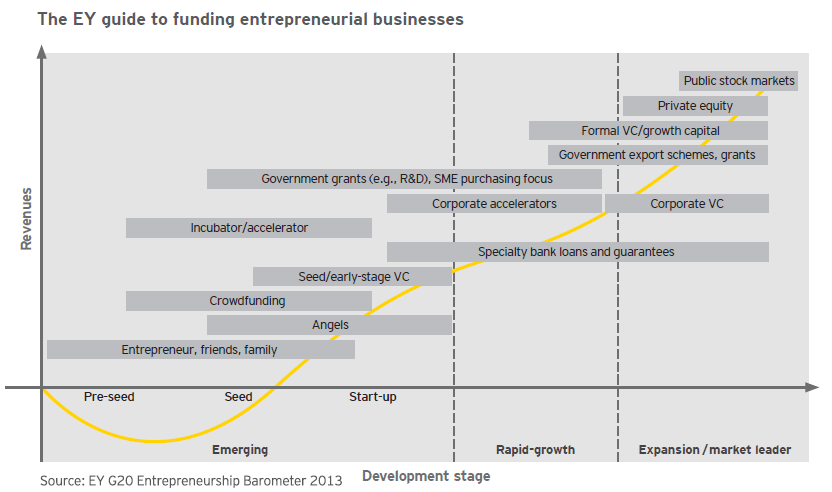 The EY guide to funding entrepreneurial businesses
Public stock markets
Private equity
Formal VC/growth capital
Government export schemes, grants
Government grants (e.g., R&D), SME purchasing focus
Corporate accelerators
Corporate VC
Incubator/accelerator
Specialty bank loans and guarantees
Seed/early-stage VC
Crowdfunding
Angels
Entrepreneur, friends, family
Revenues
Pre-seed
Seed
Start-up
Emerging
Rapid-growth
Expansion/market leader
Development stage
Source: EY G20 Entrepreneurship Barometer 2013